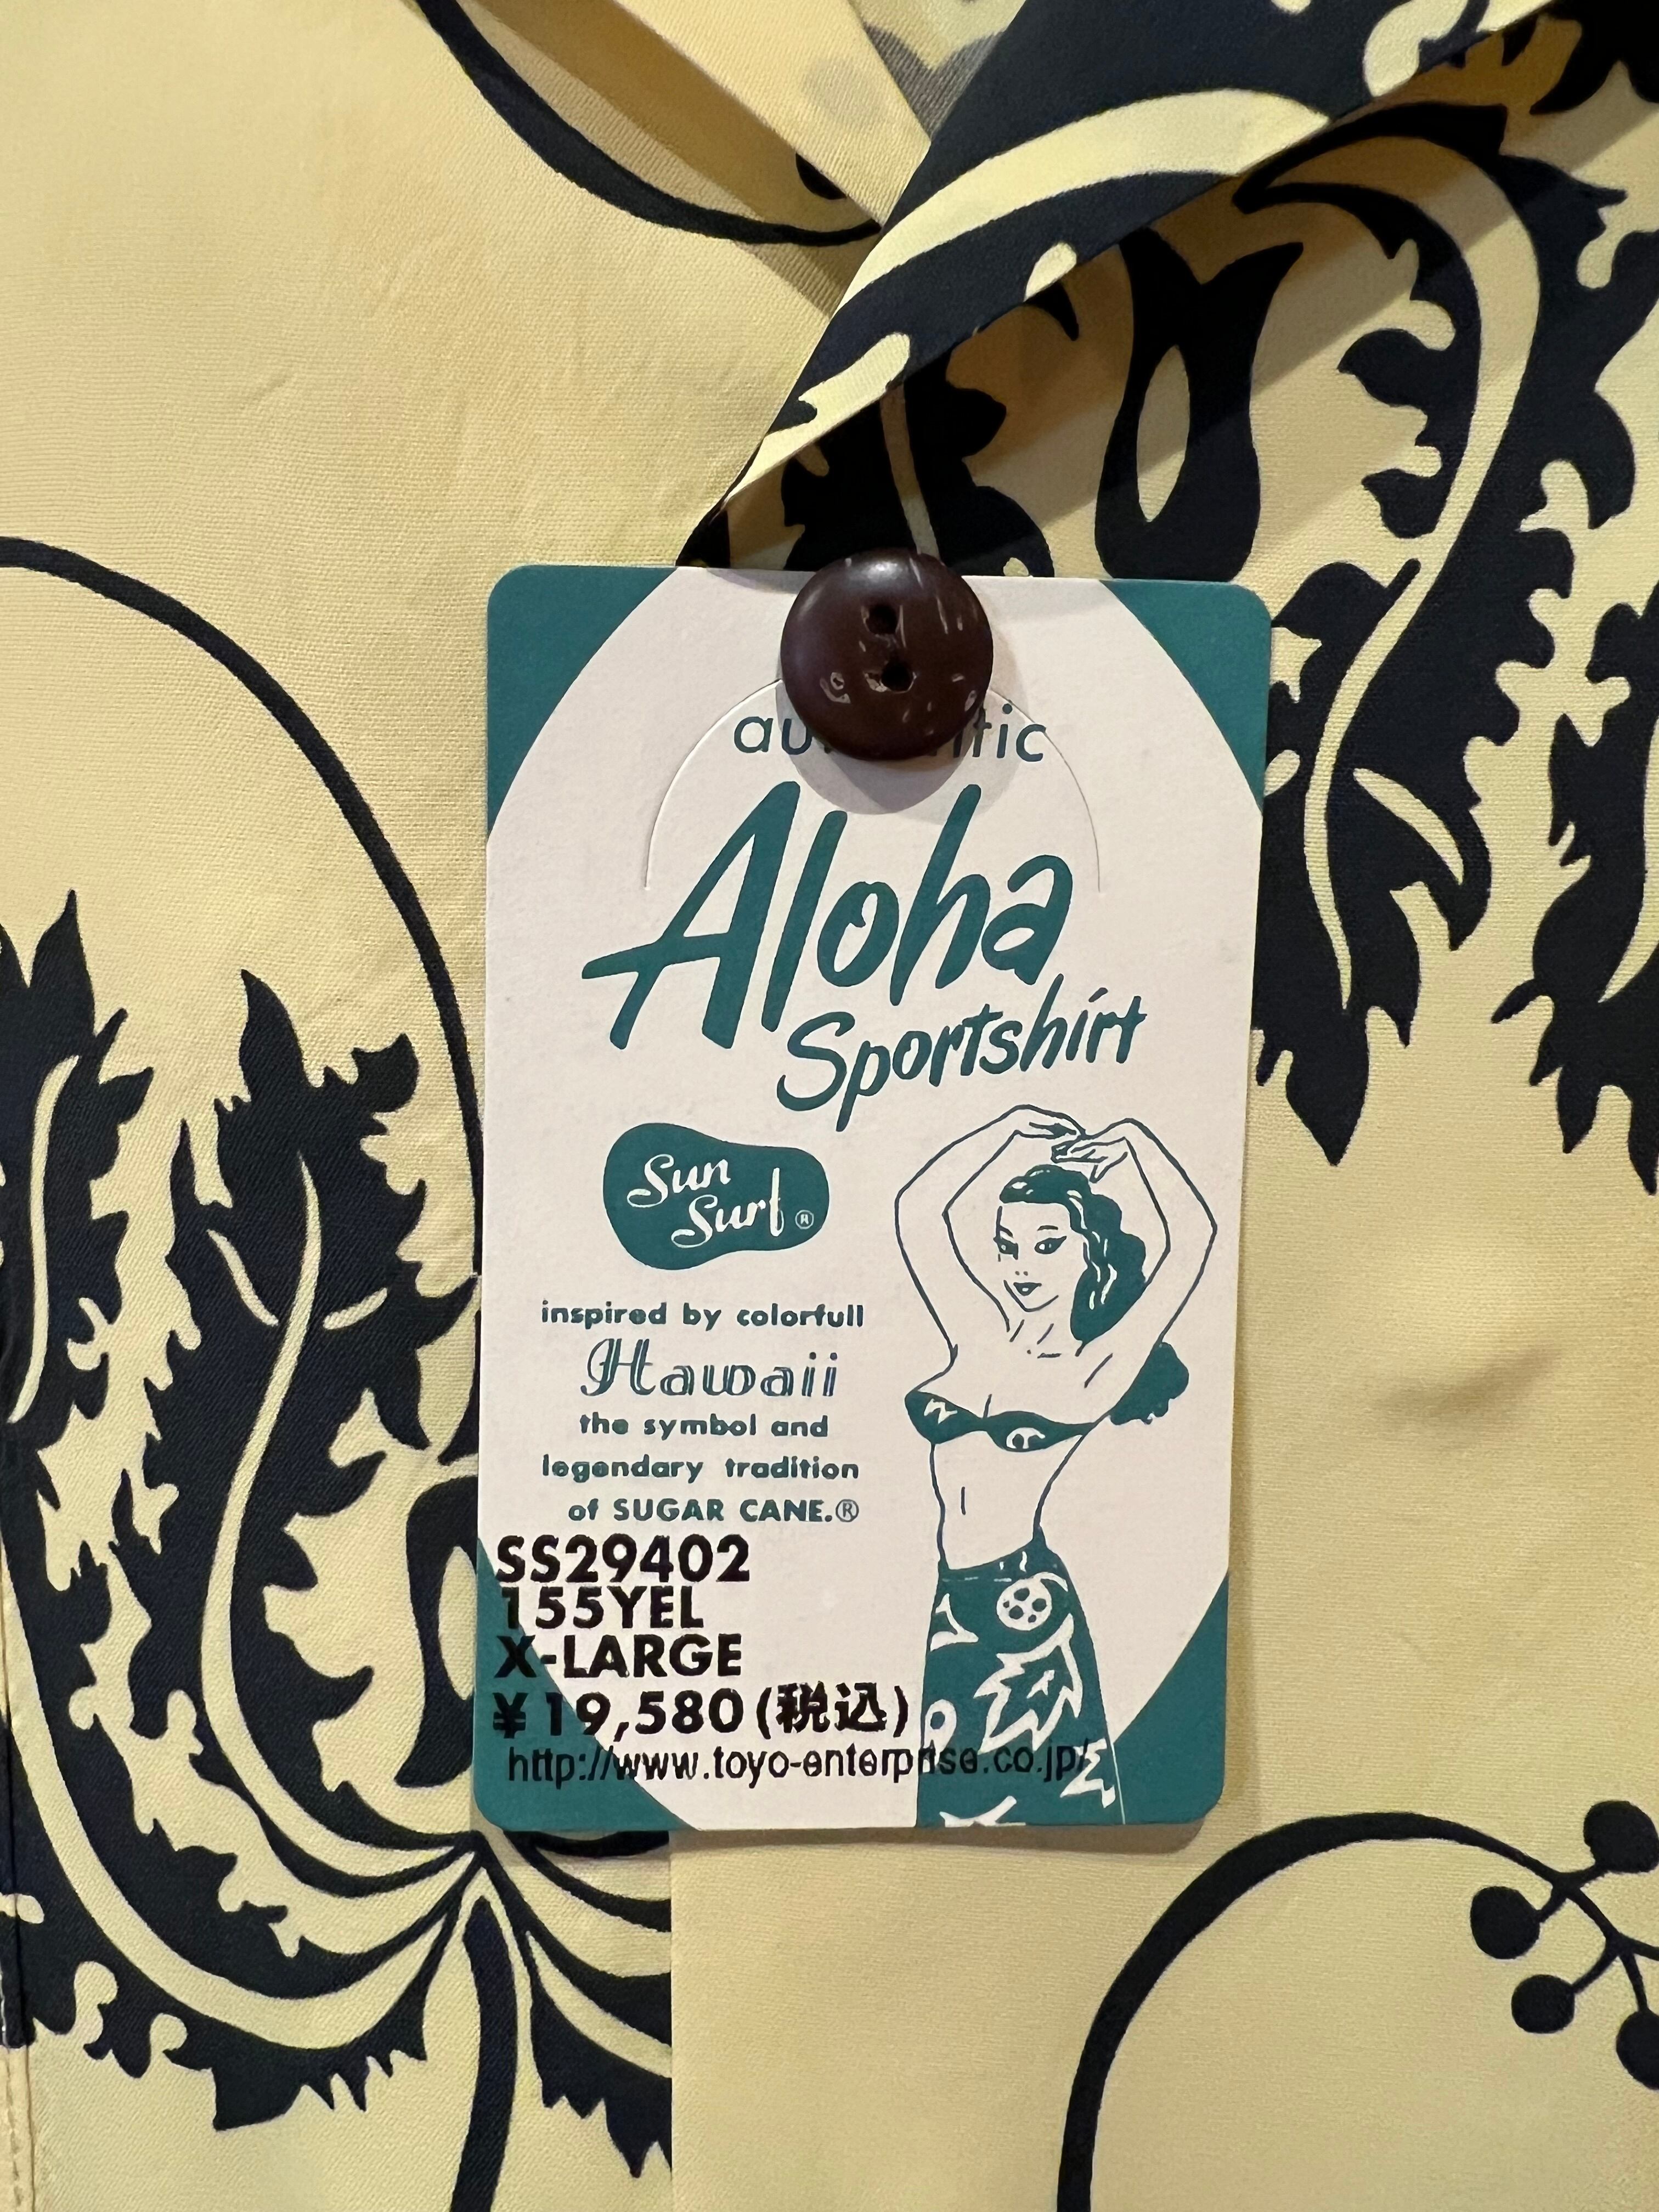 Aloha
Sportshirt
Sun
Surf®
inspired by colorfull
Hawaii
the symbol and
legendary tradition
of SUGAR CANE.®
SS29402
155YEL
X-LARGE
¥19,580(税込)
http://www.toyo-enterprise.co.jp/